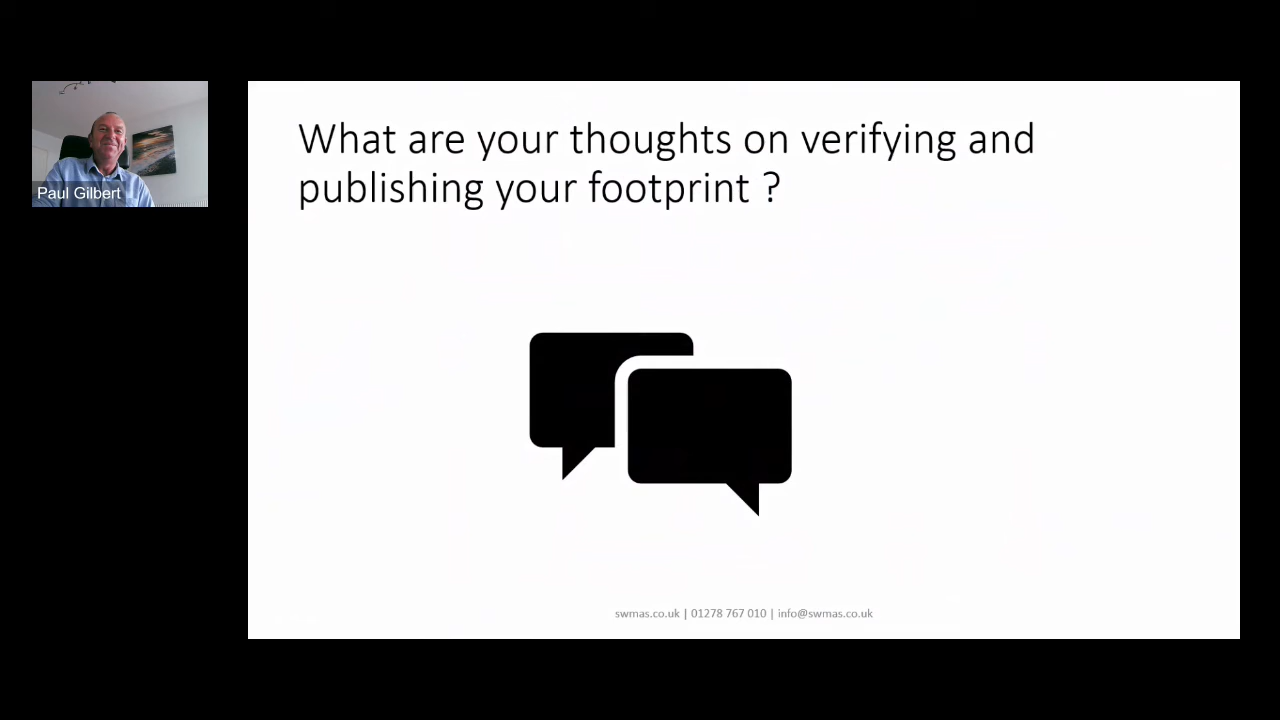 Paul Gilbert
What are your thoughts on verifying and
publishing your footprint ?
swmas.co.uk | 01278 767 010 | info@swmas.co.uk